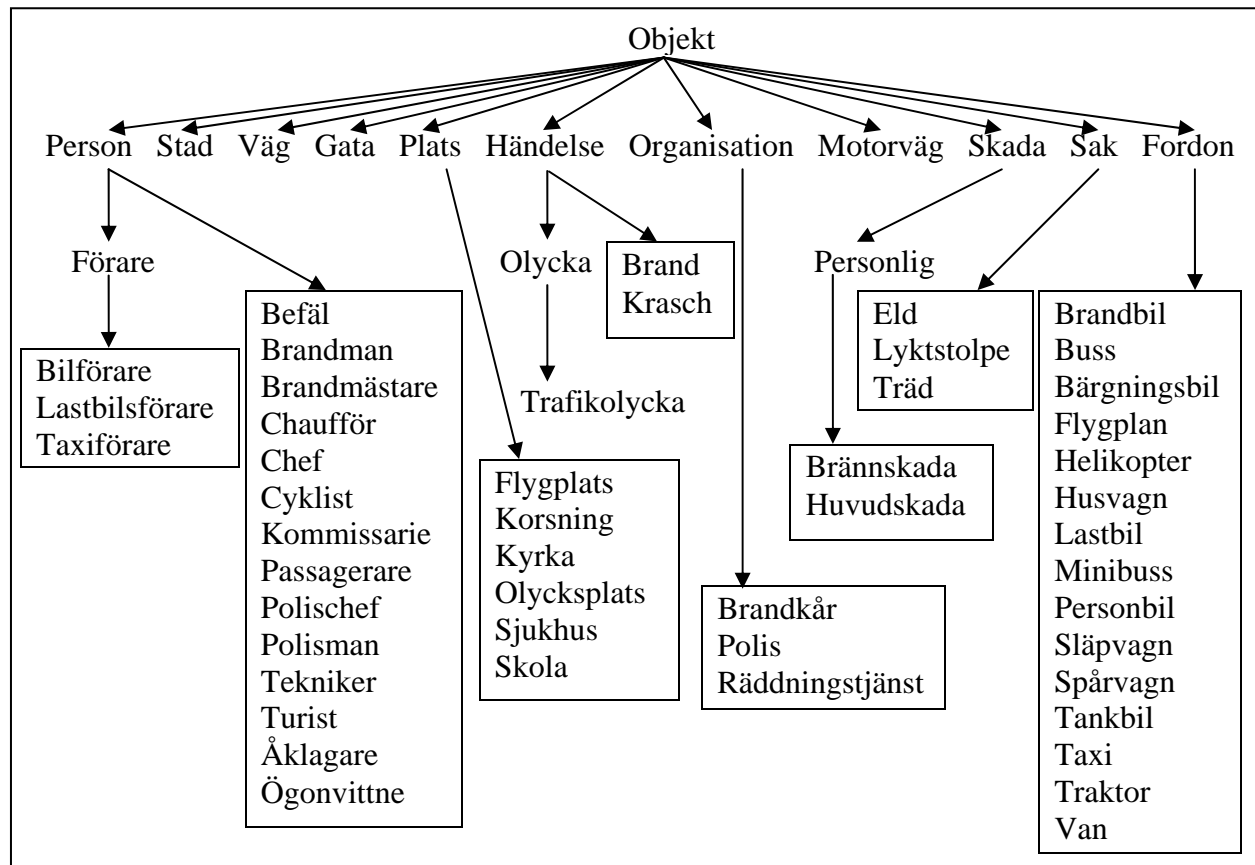 Objekt
Person Stad Väg Gata Plats Händelse Organisation Motorväg Skada Sak Fordon
Förare
Olycka
Brand
Krasch
Personlig
Bilförare
Lastbilsförare
Taxiförare
Befäl
Brandman
Brandmästare
Chaufför
Chef
Cyklist
Kommissarie
Passagerare
Polischef
Polisman
Tekniker
Turist
Åklagare
Ögonvittne
Trafikolycka
Flygplats
Korsning
Kyrka
Olycksplats
Sjukhus
Skola
Brandkår
Polis
Räddningstjänst
Brännskada
Huvudskada
Eld
Lyktstolpe
Träd
Brandbil
Buss
Bärgningsbil
Flygplan
Helikopter
Husvagn
Lastbil
Minibuss
Personbil
Släpvagn
Spårvagn
Tankbil
Taxi
Traktor
Van